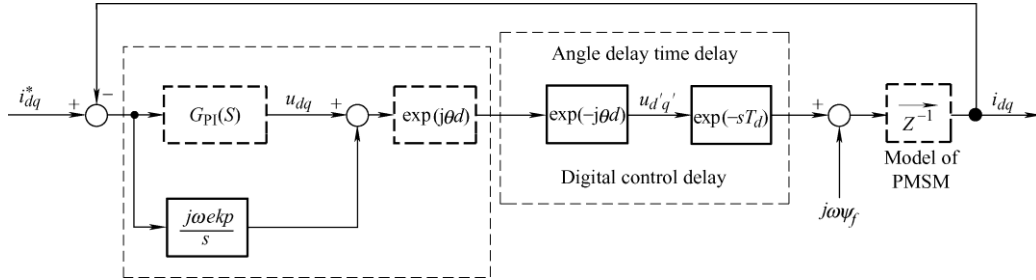 Angle delay time delay
i*dq
+
−
GPI(S)
udq
+
exp(jθd)
exp(−jθd)
ud'q'
exp(−sTd)
+
Z−1
idq
Model of
PMSM
Digital control delay
jωekp
s
jωψf